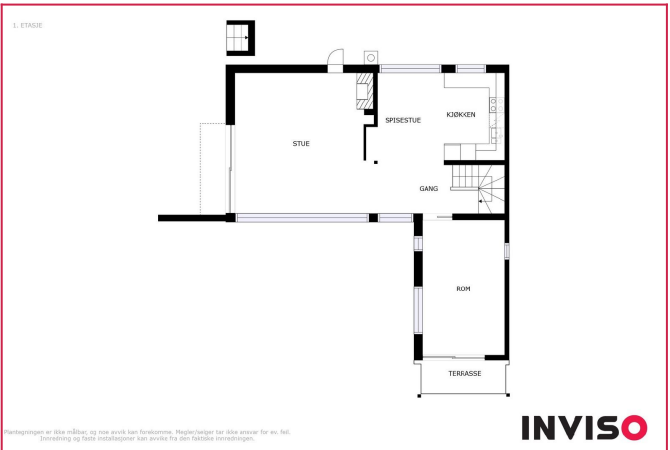 1. ETASJE
KJØKKEN
SPISESTUE
STUE
GANG
ROM
TERRASSE
Plantegningen er ikke målbar, og noe avvik kan forekomme. Megler/selger tar ikke ansvar for ev. feil.
Innredning og faste installasjoner kan avvike fra den faktiske innredningen.
INVISO